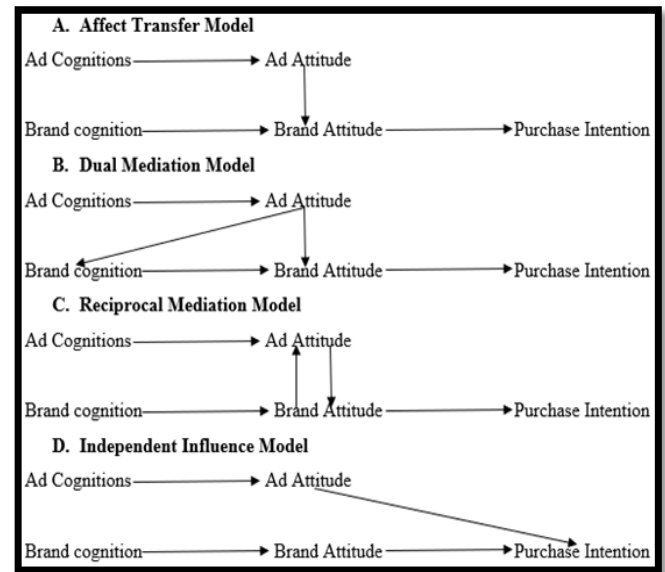 A. Affect Transfer Model
Ad Cognitions Ad Attitude
Brand cognition Brand Attitude Purchase Intention
B. Dual Mediation Model
Ad Cognitions Ad Attitude
Brand cognition Brand Attitude Purchase Intention
C. Reciprocal Mediation Model
Ad Cognitions Ad Attitude
Brand cognition Brand Attitude Purchase Intention
D. Independent Influence Model
Ad Cognitions Ad Attitude
Brand cognition Brand Attitude Purchase Intention